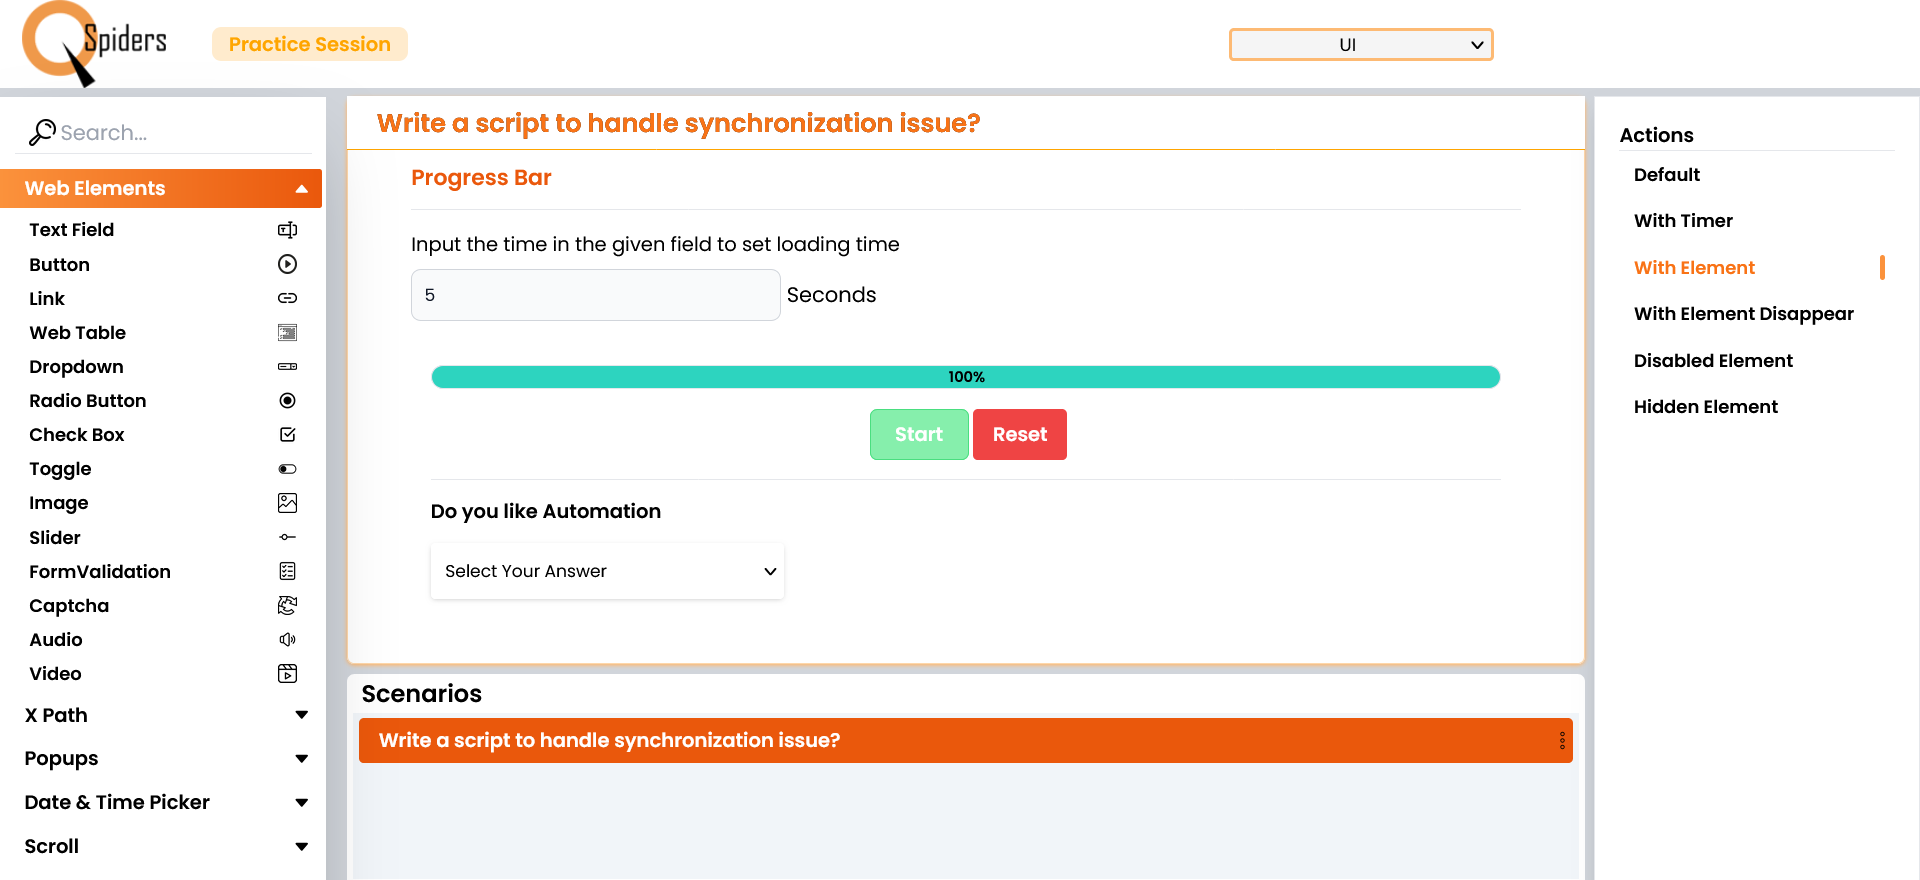 Spiders
Practice Session
UI
Search...
Web Elements
Text Field
Button
Link
Web Table
Dropdown
Radio Button
Check Box
Toggle
Image
Slider
FormValidation
Captcha
Audio
Video
X Path
Popups
Date & Time Picker
Scroll
Write a script to handle synchronization issue?
Progress Bar
Input the time in the given field to set loading time
5 Seconds
100%
Start Reset
Do you like Automation
Select Your Answer
Scenarios
Write a script to handle synchronization issue?
Actions
Default
With Timer
With Element
With Element Disappear
Disabled Element
Hidden Element